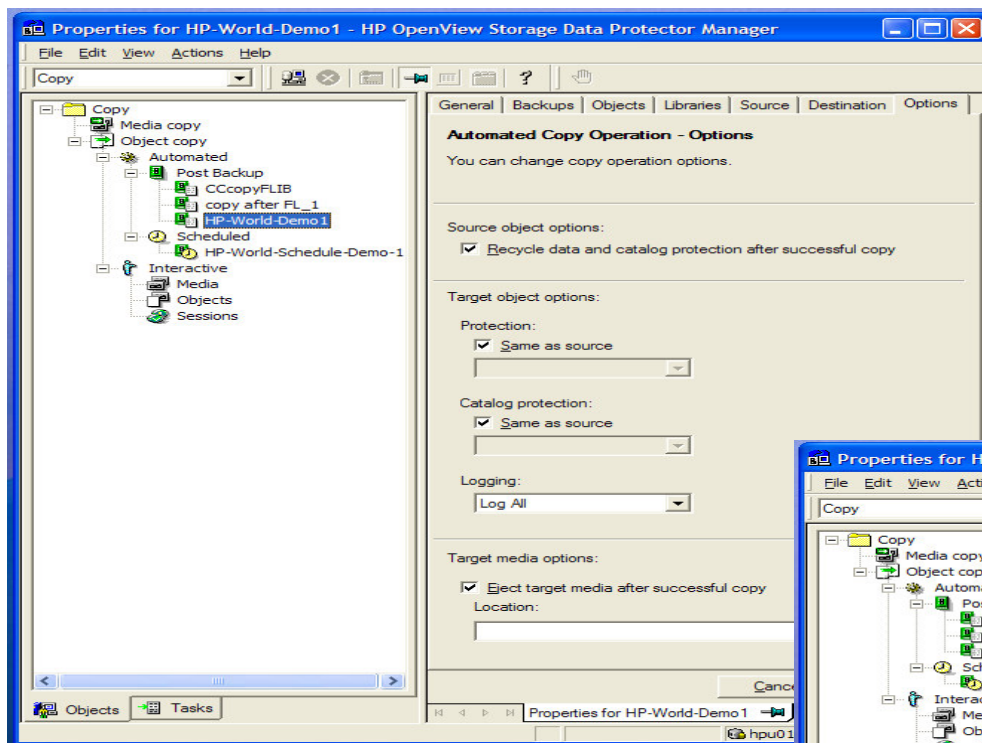 Properties for HP-World-Demo1 - HP OpenView Storage Data Protector Manager
File Edit View Actions Help
Copy
Copy
Media copy
Object copy
Automated
Post Backup
CCcopyFLIB
copy after FL_1
HP-World-Demo1
Scheduled
HP-World-Schedule-Demo-1
Interactive
Media
Objects
Sessions
Objects
Tasks
General Backups Objects Libraries Source Destination Options
Automated Copy Operation - Options
You can change copy operation options.
Source object options:
Recycle data and catalog protection after successful copy
Target object options:
Protection:
Same as source
Catalog protection:
Same as source
Logging:
Log All
Target media options:
Eject target media after successful copy
Location:
Cance
Properties for HP-World-Demo1
hpu01
Properties for H
File Edit View Acti
Copy
Copy
Media copy
Object cop
Automa
Pos
Sch
Interac
Me
Ob